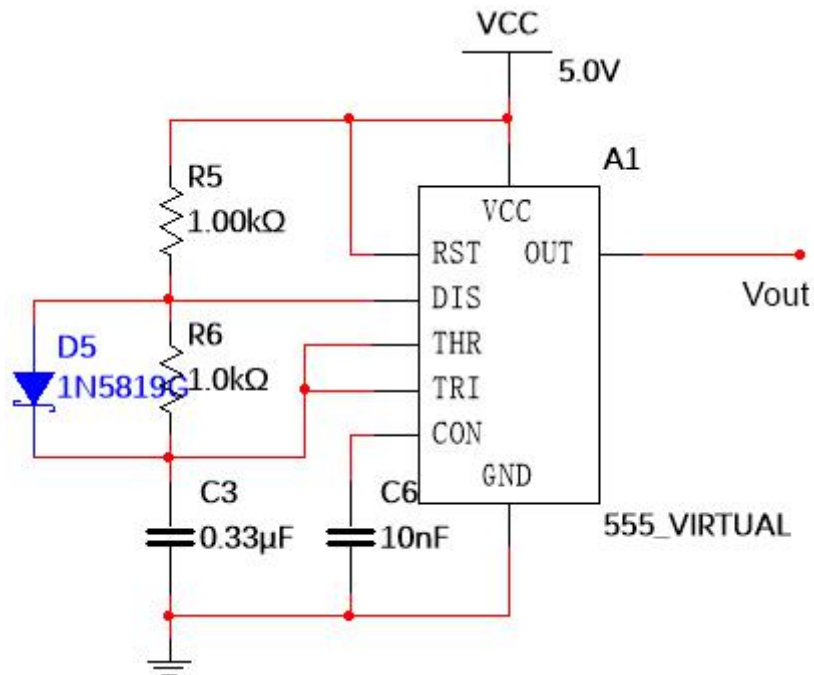 VCC
5.0V
R5
1.00kΩ
A1
VCC
RST OUT
Vout
DIS
D5
1N5819G
R6
1.0kΩ
THR
TRI
CON
GND
C3
0.33µF
C6
10nF
555_VIRTUAL